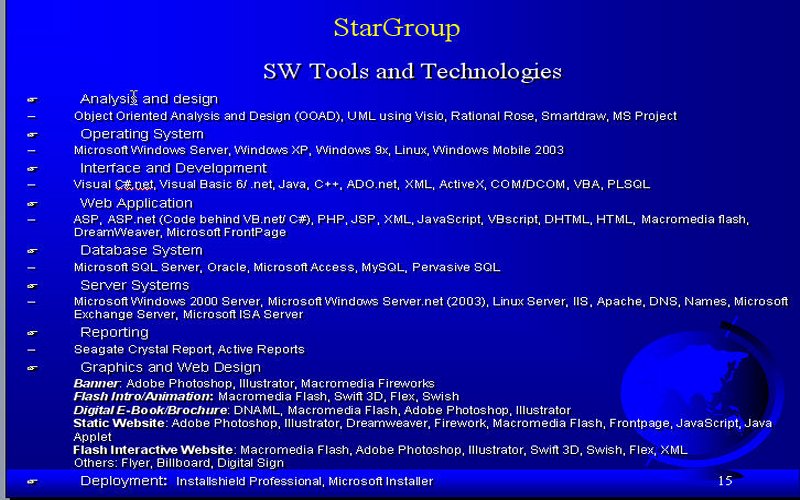 StarGroup
SW Tools and Technologies
☞ Analysis and design
– Object Oriented Analysis and Design (OOAD), UML using Visio, Rational Rose, Smartdraw, MS Project
☞ Operating System
– Microsoft Windows Server, Windows XP, Windows 9x, Linux, Windows Mobile 2003
☞ Interface and Development
– Visual C#.net, Visual Basic 6/ .net, Java, C++, ADO.net, XML, ActiveX, COM/DCOM, VBA, PLSQL
☞ Web Application
– ASP, ASP.net (Code behind VB.net/ C#), PHP, JSP, XML, JavaScript, VBscript, DHTML, HTML, Macromedia flash,
DreamWeaver, Microsoft FrontPage
☞ Database System
– Microsoft SQL Server, Oracle, Microsoft Access, MySQL, Pervasive SQL
☞ Server Systems
– Microsoft Windows 2000 Server, Microsoft Windows Server.net (2003), Linux Server, IIS, Apache, DNS, Names, Microsoft
Exchange Server, Microsoft ISA Server
☞ Reporting
– Seagate Crystal Report, Active Reports
☞ Graphics and Web Design
Banner: Adobe Photoshop, Illustrator, Macromedia Fireworks
Flash Intro/Animation: Macromedia Flash, Swift 3D, Flex, Swish
Digital E-Book/Brochure: DNAML, Macromedia Flash, Adobe Photoshop, Illustrator
Static Website: Adobe Photoshop, Illustrator, Dreamweaver, Firework, Macromedia Flash, Frontpage, JavaScript, Java
Applet
Flash Interactive Website: Macromedia Flash, Adobe Photoshop, Illustrator, Swift 3D, Swish, Flex, XML
Others: Flyer, Billboard, Digital Sign
☞ Deployment: Installshield Professional, Microsoft Installer
15